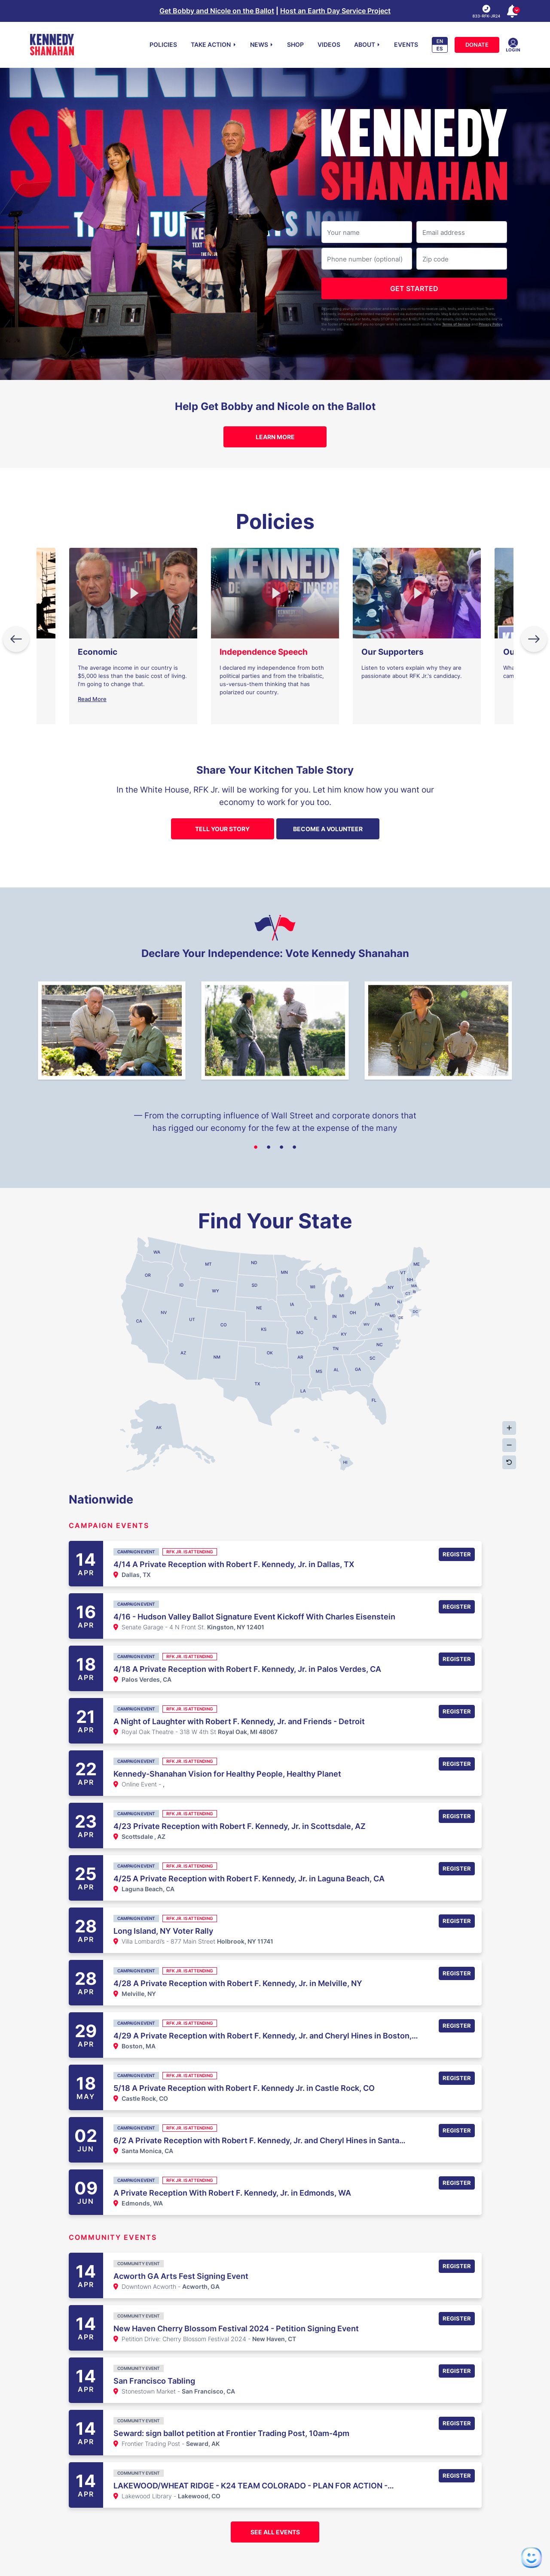 Get Bobby and Nicole on the Ballot | Host an Earth Day Service Project
833-RFK-JR24
KENNEDY
SHANAHAN
POLICIES
TAKE ACTION
NEWS
SHOP
VIDEOS
ABOUT
EVENTS
EN
ES
DONATE
LOGIN
KENNEDY
SHANAHAN
Your name
Email address
Phone number (optional)
Zip code
GET STARTED
Help Get Bobby and Nicole on the Ballot
LEARN MORE
Policies
Economic
The average income in our country is
$5,000 less than the basic cost of living.
I'm going to change that.
Read More
Independence Speech
I declared my independence from both
political parties and from the tribalistic,
us-versus-them thinking that has
polarized our country.
Our Supporters
Listen to voters explain why they are
passionate about RFK Jr.'s candidacy.
Share Your Kitchen Table Story
In the White House, RFK Jr. will be working for you. Let him know how you want our
economy to work for you too.
TELL YOUR STORY
BECOME A VOLUNTEER
Declare Your Independence: Vote Kennedy Shanahan
— From the corrupting influence of Wall Street and corporate donors that
has rigged our economy for the few at the expense of the many
Find Your State
WA MT ND MN ME
OR ID SD WI VT NH
WY MI NY MA
NE IA PA NJ CT
NV UT CO IL IN OH MD DE DC
CA KS MO KY WV VA
AZ NM OK AR TN NC
SC
TX MS AL GA
LA
FL
AK
HI
Nationwide
CAMPAIGN EVENTS
14
APR
CAMPAIGN EVENT
RFK JR. IS ATTENDING
4/14 A Private Reception with Robert F. Kennedy, Jr. in Dallas, TX
Dallas, TX
REGISTER
16
APR
CAMPAIGN EVENT
4/16 - Hudson Valley Ballot Signature Event Kickoff With Charles Eisenstein
Senate Garage - 4 N Front St. Kingston, NY 12401
REGISTER
18
APR
CAMPAIGN EVENT
RFK JR. IS ATTENDING
4/18 A Private Reception with Robert F. Kennedy, Jr. in Palos Verdes, CA
Palos Verdes, CA
REGISTER
21
APR
CAMPAIGN EVENT
RFK JR. IS ATTENDING
A Night of Laughter with Robert F. Kennedy, Jr. and Friends - Detroit
Royal Oak Theatre - 318 W 4th St Royal Oak, MI 48067
REGISTER
22
APR
CAMPAIGN EVENT
RFK JR. IS ATTENDING
Kennedy-Shanahan Vision for Healthy People, Healthy Planet
Online Event - ,
REGISTER
23
APR
CAMPAIGN EVENT
RFK JR. IS ATTENDING
4/23 Private Reception with Robert F. Kennedy, Jr. in Scottsdale, AZ
Scottsdale , AZ
REGISTER
25
APR
CAMPAIGN EVENT
RFK JR. IS ATTENDING
4/25 A Private Reception with Robert F. Kennedy, Jr. in Laguna Beach, CA
Laguna Beach, CA
REGISTER
28
APR
CAMPAIGN EVENT
RFK JR. IS ATTENDING
Long Island, NY Voter Rally
Villa Lombardi's - 877 Main Street Holbrook, NY 11741
REGISTER
28
APR
CAMPAIGN EVENT
RFK JR. IS ATTENDING
4/28 A Private Reception with Robert F. Kennedy, Jr. in Melville, NY
Melville, NY
REGISTER
29
APR
CAMPAIGN EVENT
RFK JR. IS ATTENDING
4/29 A Private Reception with Robert F. Kennedy, Jr. and Cheryl Hines in Boston,...
Boston, MA
REGISTER
18
MAY
CAMPAIGN EVENT
RFK JR. IS ATTENDING
5/18 A Private Reception with Robert F. Kennedy Jr. in Castle Rock, CO
Castle Rock, CO
REGISTER
02
JUN
CAMPAIGN EVENT
RFK JR. IS ATTENDING
6/2 A Private Reception with Robert F. Kennedy, Jr. and Cheryl Hines in Santa...
Santa Monica, CA
REGISTER
09
JUN
CAMPAIGN EVENT
RFK JR. IS ATTENDING
A Private Reception With Robert F. Kennedy, Jr. in Edmonds, WA
Edmonds, WA
REGISTER
COMMUNITY EVENTS
14
APR
COMMUNITY EVENT
Acworth GA Arts Fest Signing Event
Downtown Acworth - Acworth, GA
REGISTER
14
APR
COMMUNITY EVENT
New Haven Cherry Blossom Festival 2024 - Petition Signing Event
Petition Drive: Cherry Blossom Festival 2024 - New Haven, CT
REGISTER
14
APR
COMMUNITY EVENT
San Francisco Tabling
Stonestown Market - San Francisco, CA
REGISTER
14
APR
COMMUNITY EVENT
Seward: sign ballot petition at Frontier Trading Post, 10am-4pm
Frontier Trading Post - Seward, AK
REGISTER
14
APR
COMMUNITY EVENT
LAKEWOOD/WHEAT RIDGE - K24 TEAM COLORADO - PLAN FOR ACTION -...
Lakewood Library - Lakewood, CO
REGISTER
SEE ALL EVENTS